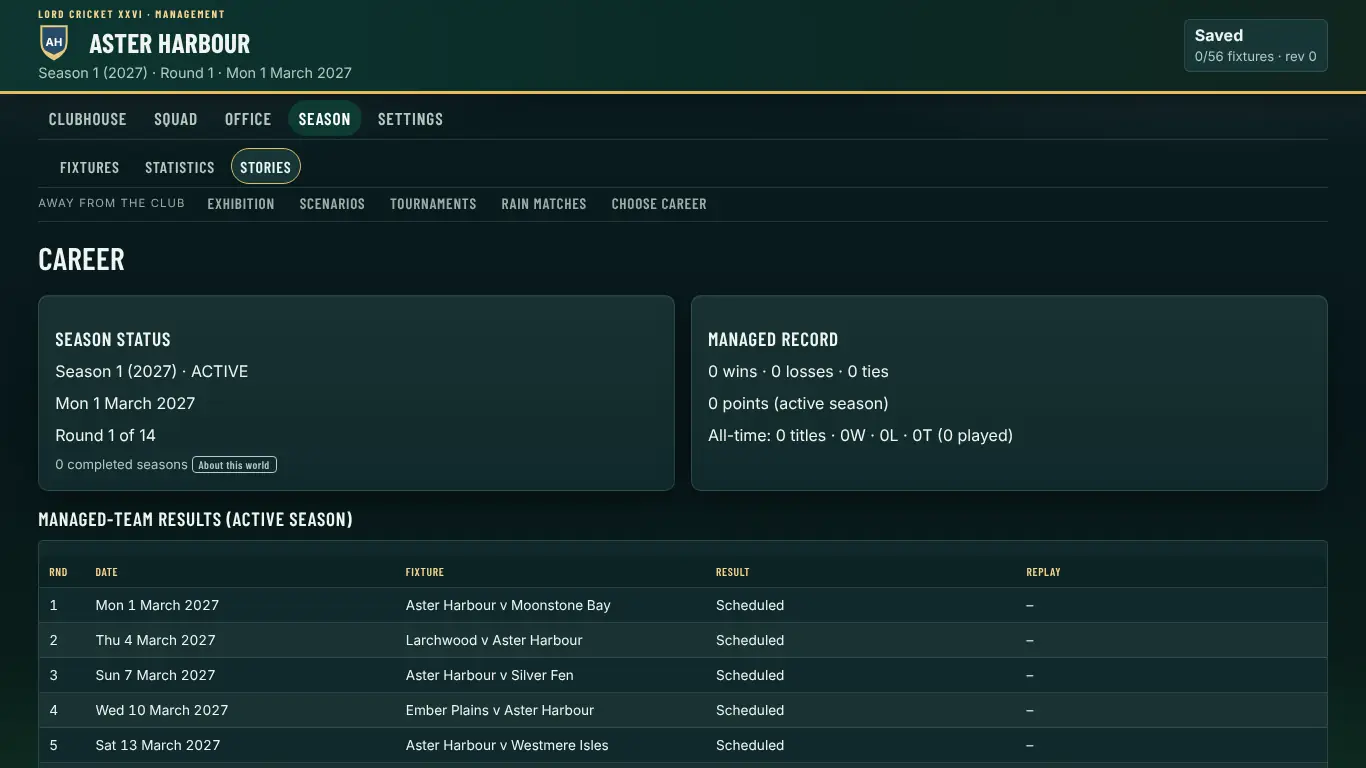 LORD CRICKET XXVI · MANAGEMENT
AH ASTER HARBOUR
Season 1 (2027) · Round 1 · Mon 1 March 2027
Saved
0/56 fixtures · rev 0
CLUBHOUSE SQUAD OFFICE SEASON SETTINGS
FIXTURES STATISTICS STORIES
AWAY FROM THE CLUB EXHIBITION SCENARIOS TOURNAMENTS RAIN MATCHES CHOOSE CAREER
CAREER
SEASON STATUS
Season 1 (2027) · ACTIVE
Mon 1 March 2027
Round 1 of 14
0 completed seasons About this world
MANAGED RECORD
0 wins · 0 losses · 0 ties
0 points (active season)
All-time: 0 titles · 0W · 0L · 0T (0 played)
MANAGED-TEAM RESULTS (ACTIVE SEASON)
RND DATE FIXTURE RESULT REPLAY
1 Mon 1 March 2027 Aster Harbour v Moonstone Bay Scheduled –
2 Thu 4 March 2027 Larchwood v Aster Harbour Scheduled –
3 Sun 7 March 2027 Aster Harbour v Silver Fen Scheduled –
4 Wed 10 March 2027 Ember Plains v Aster Harbour Scheduled –
5 Sat 13 March 2027 Aster Harbour v Westmere Isles Scheduled –